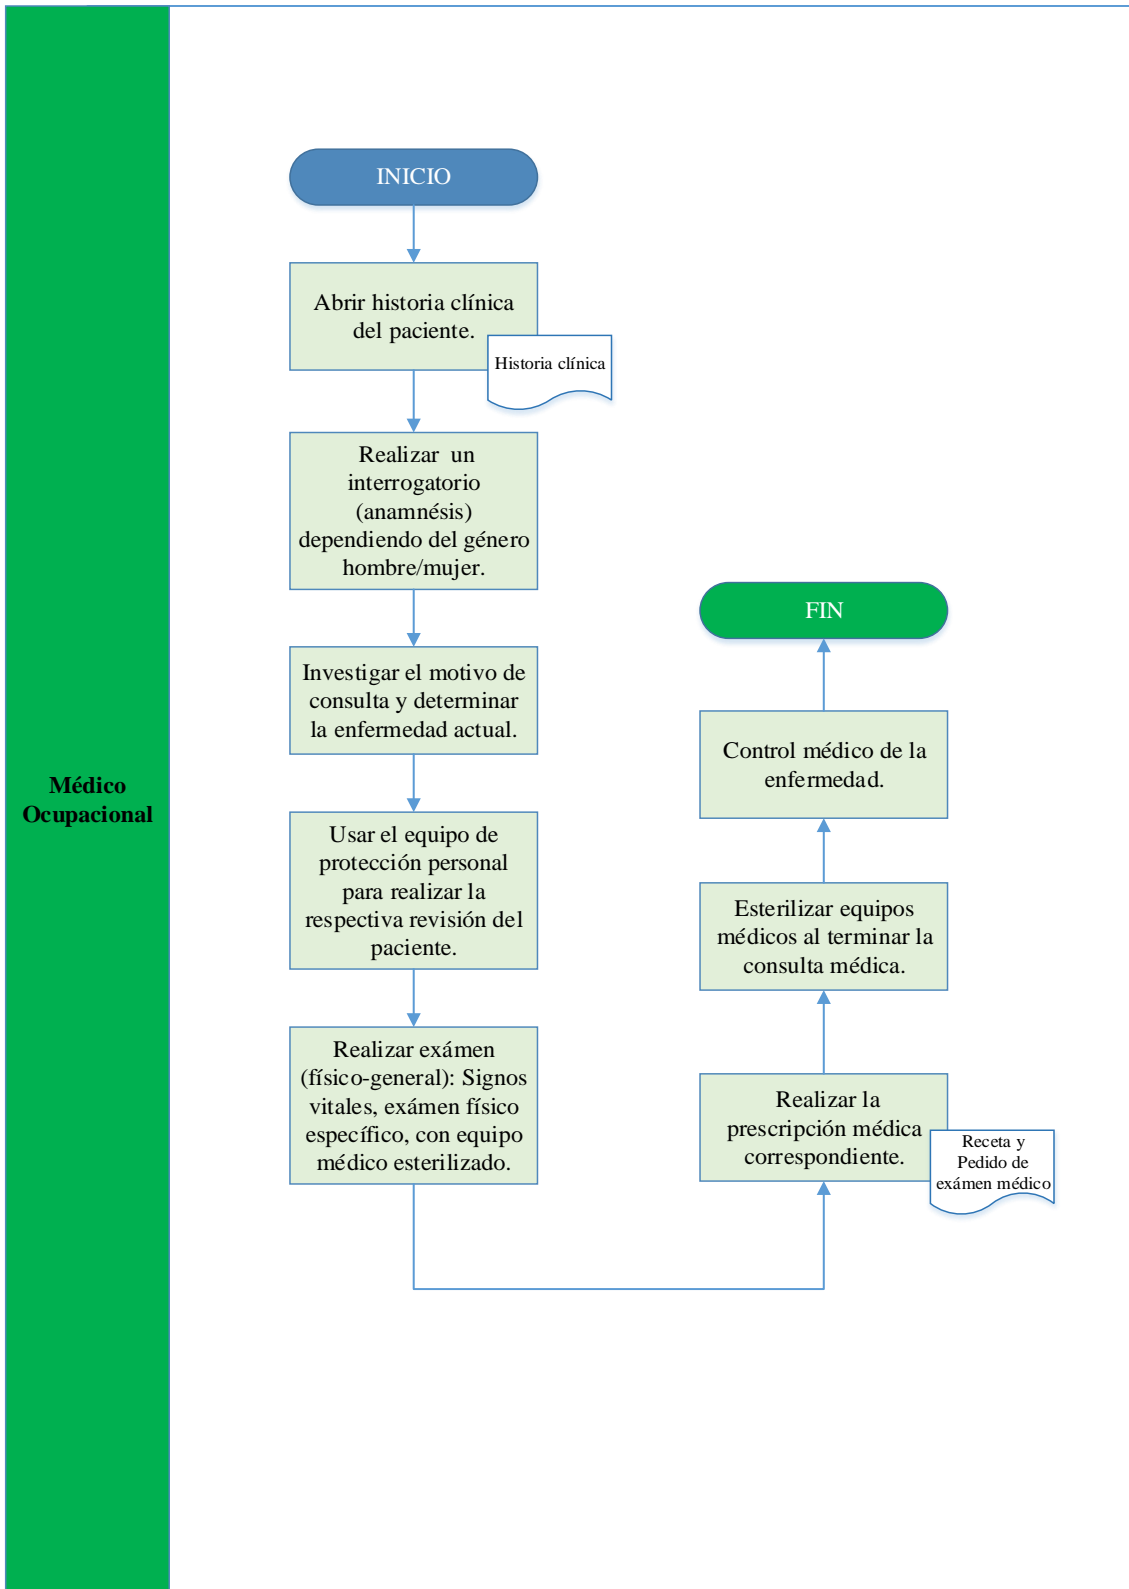 Médico
Ocupacional
INICIO
Abrir historia clínica
del paciente.
Historia clínica
Realizar un
interrogatorio
(anamnésis)
dependiendo del género
hombre/mujer.
Investigar el motivo de
consulta y determinar
la enfermedad actual.
Usar el equipo de
protección personal
para realizar la
respectiva revisión del
paciente.
Realizar exámen
(físico-general): Signos
vitales, exámen físico
específico, con equipo
médico esterilizado.
Realizar la
prescripción médica
correspondiente.
Receta y
Pedido de
exámen médico
Esterilizar equipos
médicos al terminar la
consulta médica.
Control médico de la
enfermedad.
FIN